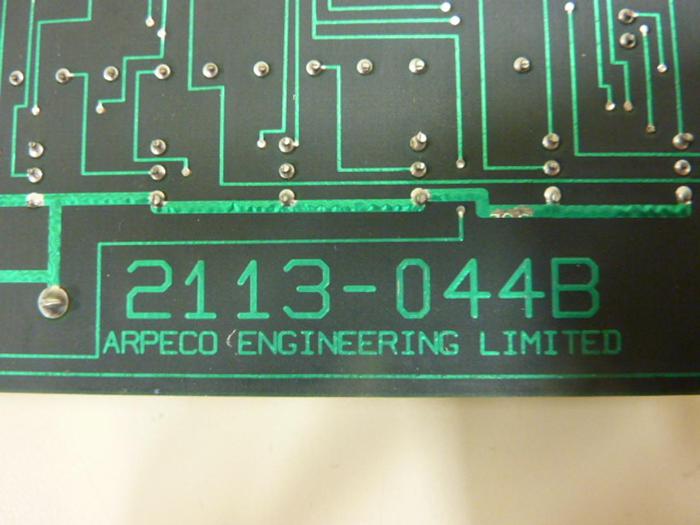 2113-044B
ARPECO ENGINEERING LIMITED